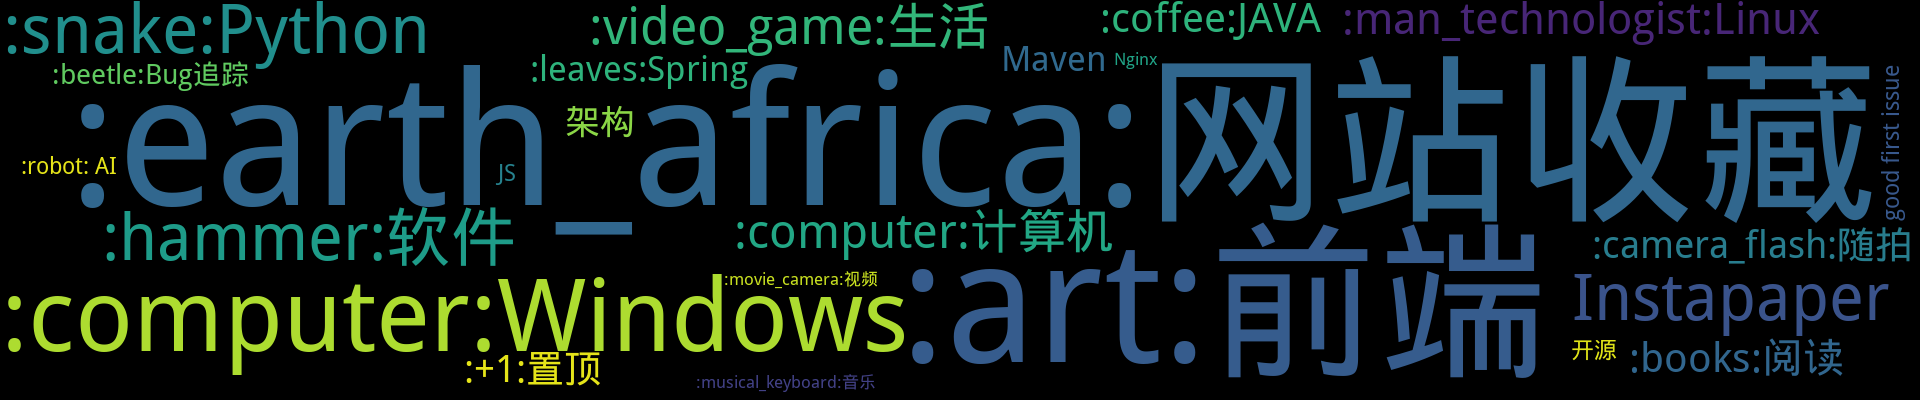 :snake:Python
:video_game:生活
:coffee:JAVA
:man_technologist:Linux
:beetle:Bug追踪
:leaves:Spring
Maven
Nginx
:earth_africa:网站收藏
架构
good first issue
:robot: AI
JS
:hammer:软件
:computer:计算机
:camera_flash:随拍
:computer:Windows
:movie_camera:视频
:art:前端
Instapaper
:+1:置顶
:musical_keyboard:音乐
开源
:books:阅读